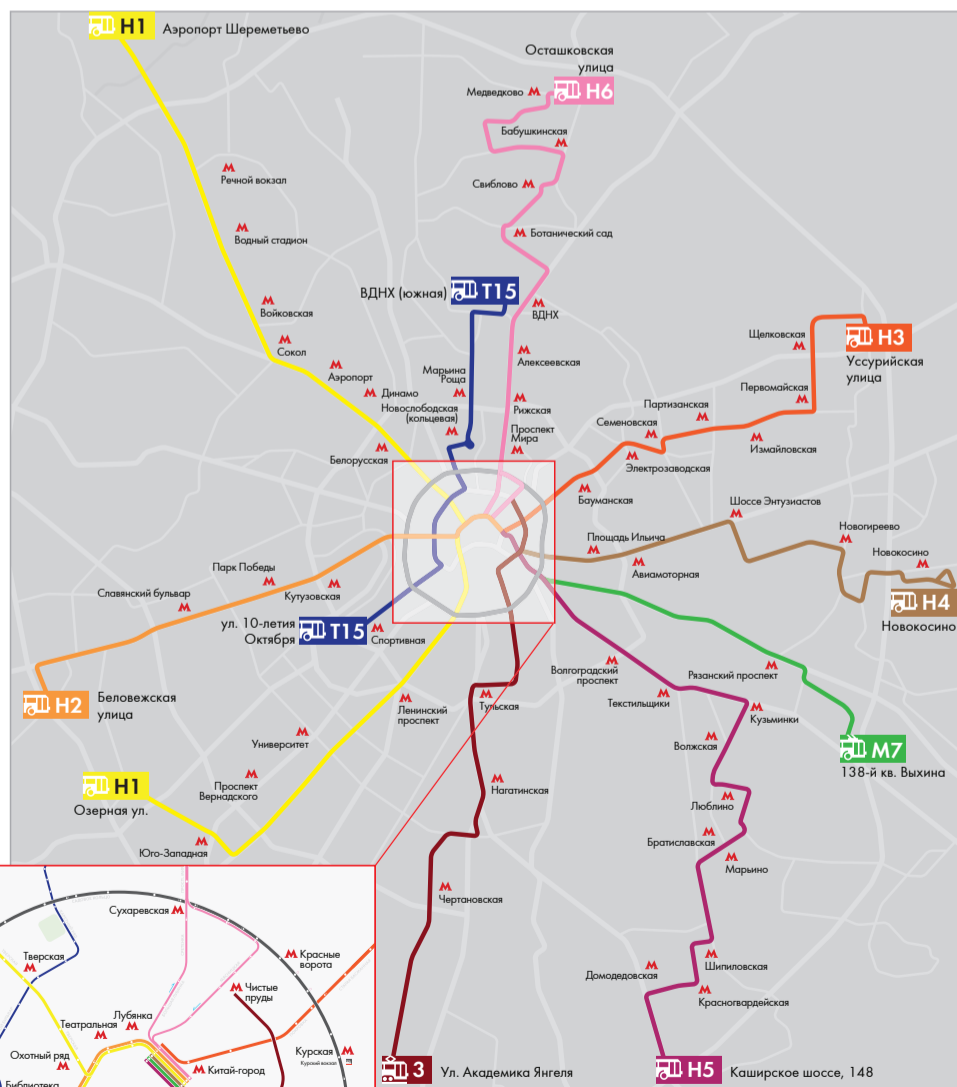 Н1 Аэропорт Шереметьево
Осташковская
улица
Медведково
Н6
Бабушкинская
Речной вокзал
Свиблово
Водный стадион
Ботанический сад
ВДНХ (южная) Т15
Войковская
ВДНХ
Щелковская
Н3
Сокол
Алексеевская
Уссурийская
улица
Аэропорт
Марьина
Роща
Динамо
Первомайская
Новослободская
(кольцевая)
Рижская
Партизанская
Семеновская
Проспект
Мира
Измайловская
Белорусская
Электрозаводская
Бауманская
Шоссе Энтузиастов
Новогиреево
Площадь Ильича
Новокосино
Авиамоторная
Парк Победы
Славянский бульвар
Кутузовская
Н4
Новокосино
ул. 10-летия
Октября
Т15
Спортивная
Волгоградский
проспект
Рязанский проспект
Н2
Беловежская
улица
Ленинский
проспект
Тульская
Текстильщики
Кузьминки
Университет
Волжская
М7
138-й кв. Выхина
Н1
Озерная ул.
Проспект
Вернадского
Нагатинская
Люблино
Юго-Западная
Братиславская
Марьино
Чертановская
Сухаревская
Тверская
Красные
ворота
Шипиловская
Домодедовская
Чистые
пруды
Красногвардейская
Театральная
Лубянка
Охотный ряд
Курская
Курский вокзал
Китай-город
Библиотека
3 Ул. Академика Янгеля
Н5 Каширское шоссе, 148